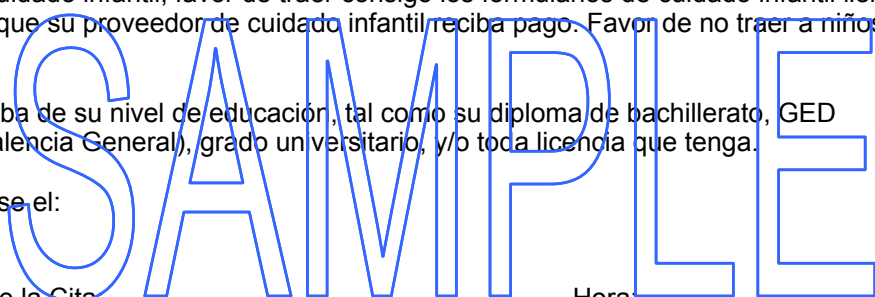 cuidado infantil, favor de traer consigo los formularios de cuidado infantil
que su proveedor de cuidado infantil reciba pago. Favor de no traer a niños
ba de su nivel de educación, tal como su diploma de bachillerato, GED
alencia General), grado universitario, y/o toda licencia que tenga.
se el:
e la Cita
Hora:
SAMPLE